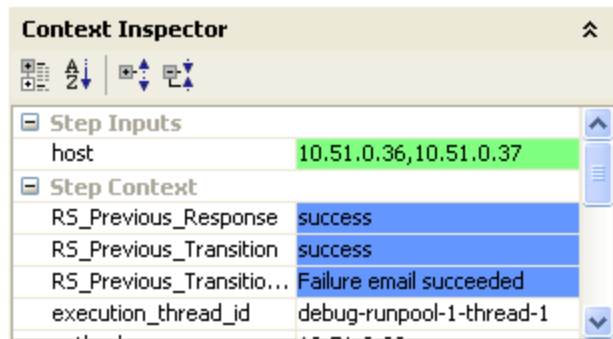 Context Inspector
Step Inputs
host 10.51.0.36,10.51.0.37
Step Context
RS_Previous_Response success
RS_Previous_Transition success
RS_Previous_Transitio... Failure email succeeded
execution_thread_id debug-runpool-1-thread-1